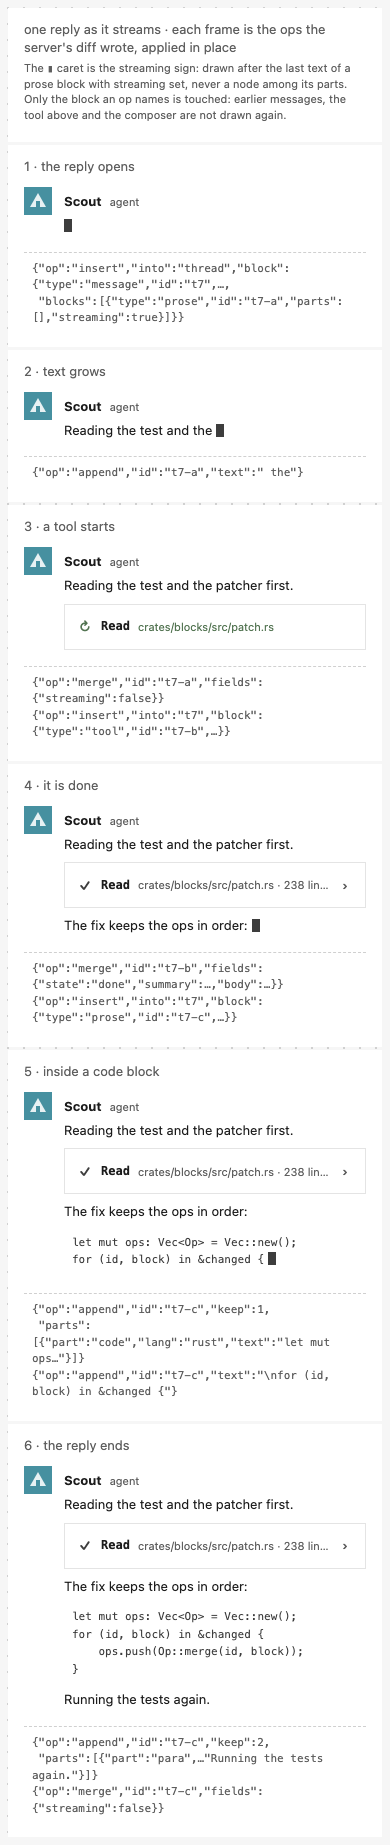 one reply as it streams · each frame is the ops the
server's diff wrote, applied in place
The ▮ caret is the streaming sign: drawn after the last text of a
prose block with streaming set, never a node among its parts.
Only the block an op names is touched: earlier messages, the
tool above and the composer are not drawn again.
1 · the reply opens
Scout agent
{"op":"insert","into":"thread","block":
{"type":"message","id":"t7",…,
"blocks":[{"type":"prose","id":"t7-a","parts":
[],"streaming":true}]}}
2 · text grows
Scout agent
Reading the test and the
{"op":"append","id":"t7-a","text":" the"}
3 · a tool starts
Scout agent
Reading the test and the patcher first.
Read crates/blocks/src/patch.rs
{"op":"merge","id":"t7-a","fields":
{"streaming":false}}
{"op":"insert","into":"t7","block":
{"type":"tool","id":"t7-b",…}}
4 · it is done
Scout agent
Reading the test and the patcher first.
Read crates/blocks/src/patch.rs · 238 lin… ›
The fix keeps the ops in order:
{"op":"merge","id":"t7-b","fields":
{"state":"done","summary":…,"body":…}}
{"op":"insert","into":"t7","block":
{"type":"prose","id":"t7-c",…}}
5 · inside a code block
Scout agent
Reading the test and the patcher first.
Read crates/blocks/src/patch.rs · 238 lin… ›
The fix keeps the ops in order:
let mut ops: Vec<Op> = Vec::new();
for (id, block) in &changed {
{"op":"append","id":"t7-c","keep":1,
"parts":
[{"part":"code","lang":"rust","text":"let mut
ops…"}]}
{"op":"append","id":"t7-c","text":"\nfor (id,
block) in &changed {"}
6 · the reply ends
Scout agent
Reading the test and the patcher first.
Read crates/blocks/src/patch.rs · 238 lin… ›
The fix keeps the ops in order:
let mut ops: Vec<Op> = Vec::new();
for (id, block) in &changed {
ops.push(Op::merge(id, block));
}
Running the tests again.
{"op":"append","id":"t7-c","keep":2,
"parts":[{"part":"para",…"Running the tests
again."}]}
{"op":"merge","id":"t7-c","fields":
{"streaming":false}}